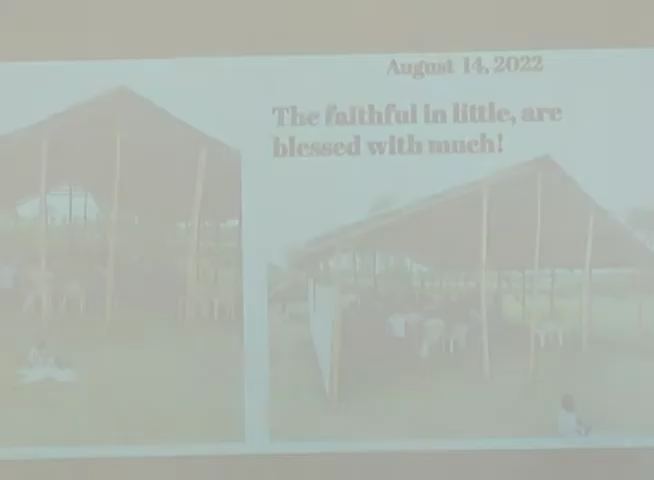 August 14, 2022
The faithful in little, are
blessed with much!